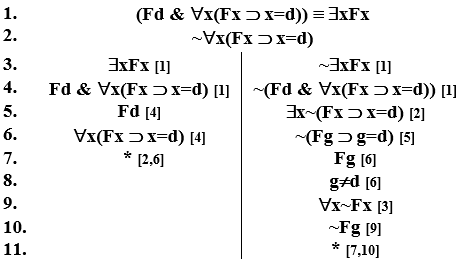 1. (Fd & ∀x(Fx ⊃ x=d)) ≡ ∃xFx
2. ~∀x(Fx ⊃ x=d)
3. ∃xFx [1] ~∃xFx [1]
4. Fd & ∀x(Fx ⊃ x=d) [1] ~(Fd & ∀x(Fx ⊃ x=d)) [1]
5. Fd [4] ∃x~(Fx ⊃ x=d) [2]
6. ∀x(Fx ⊃ x=d) [4] ~(Fg ⊃ g=d) [5]
7. * [2,6] Fg [6]
8. g≠d [6]
9. ∀x~Fx [3]
10. ~Fg [9]
11. * [7,10]